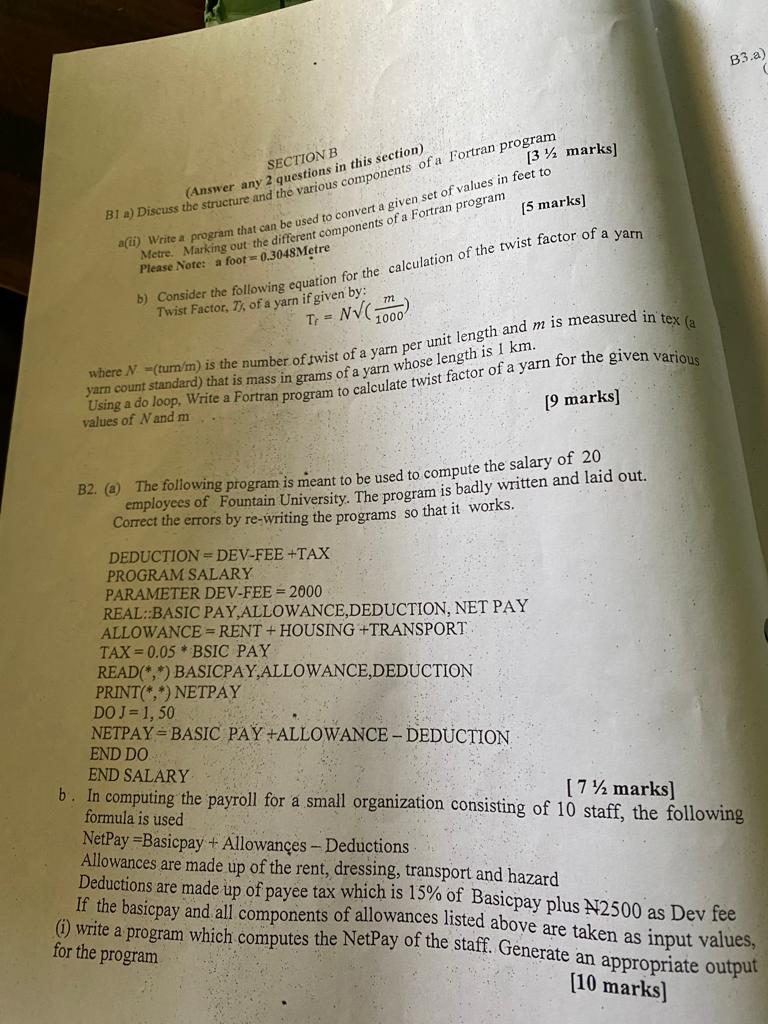 B3.a)
SECTION B
(Answer any 2 questions in this section)
B1 a) Discuss the structure and the various components of a Fortran program
[3 ½ marks]
a(ii) Write a program that can be used to convert a given set of values in feet to
Metre. Marking out the different components of a Fortran program
[5 marks]
Please Note: a foot = 0.3048Metre
b) Consider the following equation for the calculation of the twist factor of a yarn
Twist Factor, Tf, of a yarn if given by:
Tf = N√(m/1000)
where N =(turn/m) is the number of twist of a yarn per unit length and m is measured in tex (a
yarn count standard) that is mass in grams of a yarn whose length is 1 km.
Using a do loop, Write a Fortran program to calculate twist factor of a yarn for the given various
values of N and m
[9 marks]
B2. (a) The following program is meant to be used to compute the salary of 20
employees of Fountain University. The program is badly written and laid out.
Correct the errors by re-writing the programs so that it works.
DEDUCTION = DEV-FEE +TAX
PROGRAM SALARY
PARAMETER DEV-FEE = 2000
REAL::BASIC PAY,ALLOWANCE,DEDUCTION, NET PAY
ALLOWANCE = RENT + HOUSING +TRANSPORT
TAX = 0.05 * BSIC PAY
READ(*,*) BASICPAY,ALLOWANCE,DEDUCTION
PRINT(*,*) NETPAY
DO J = 1, 50
NETPAY = BASIC PAY +ALLOWANCE – DEDUCTION
END DO
END SALARY
[ 7 ½ marks]
b . In computing the payroll for a small organization consisting of 10 staff, the following
formula is used
NetPay =Basicpay + Allowances – Deductions
Allowances are made up of the rent, dressing, transport and hazard
Deductions are made up of payee tax which is 15% of Basicpay plus ₦2500 as Dev fee
If the basicpay and all components of allowances listed above are taken as input values,
(i) write a program which computes the NetPay of the staff. Generate an appropriate output
for the program
[10 marks]